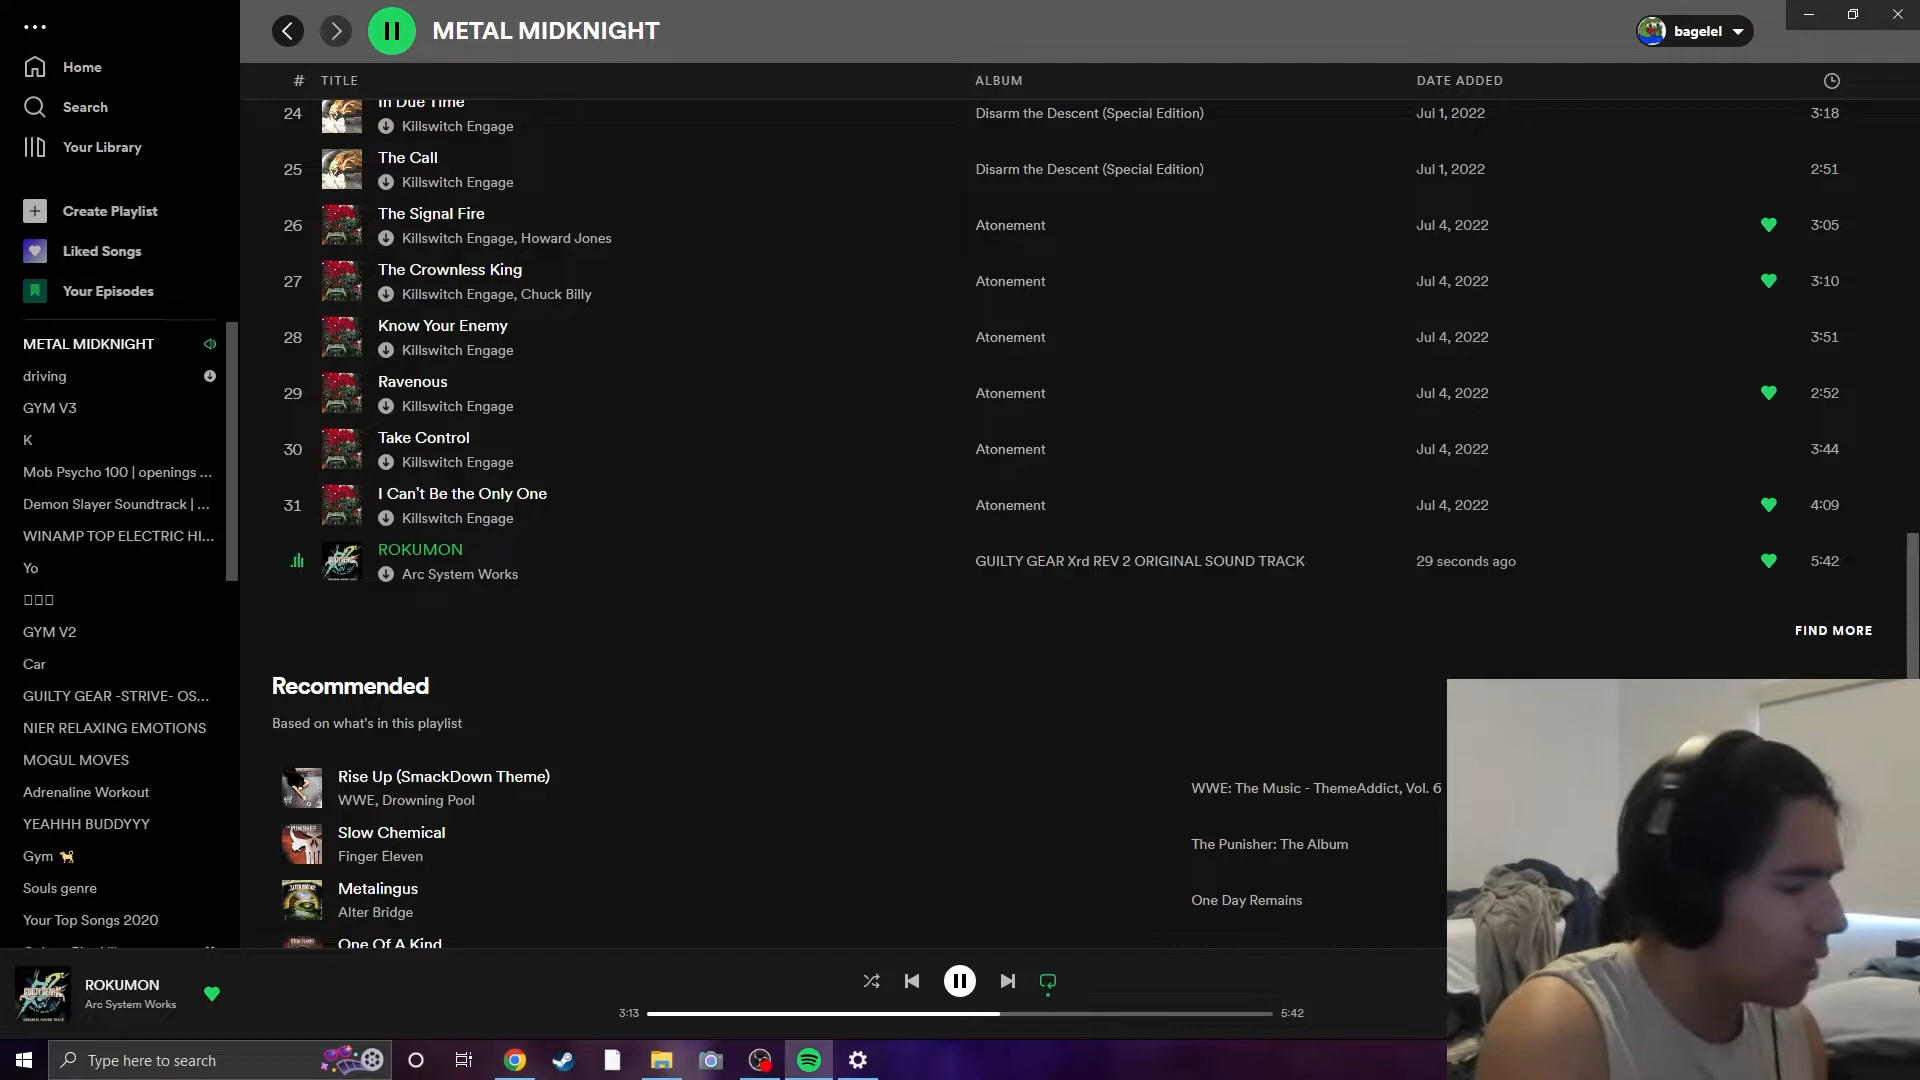 METAL MIDKNIGHT
bagelel
Home
Search
Your Library
Create Playlist
Liked Songs
Your Episodes
METAL MIDKNIGHT
driving
GYM V3
K
Mob Psycho 100 | openings ...
Demon Slayer Soundtrack | ...
WINAMP TOP ELECTRIC HI...
Yo
GYM V2
Car
GUILTY GEAR -STRIVE- OS...
NIER RELAXING EMOTIONS
MOGUL MOVES
Adrenaline Workout
YEAHHH BUDDYYY
Gym 🐕
Souls genre
Your Top Songs 2020
# TITLE ALBUM DATE ADDED
24 In Due Time Disarm the Descent (Special Edition) Jul 1, 2022 3:18
Killswitch Engage
25 The Call Disarm the Descent (Special Edition) Jul 1, 2022 2:51
Killswitch Engage
26 The Signal Fire Atonement Jul 4, 2022 3:05
Killswitch Engage, Howard Jones
27 The Crownless King Atonement Jul 4, 2022 3:10
Killswitch Engage, Chuck Billy
28 Know Your Enemy Atonement Jul 4, 2022 3:51
Killswitch Engage
29 Ravenous Atonement Jul 4, 2022 2:52
Killswitch Engage
30 Take Control Atonement Jul 4, 2022 3:44
Killswitch Engage
31 I Can't Be the Only One Atonement Jul 4, 2022 4:09
Killswitch Engage
ROKUMON GUILTY GEAR Xrd REV 2 ORIGINAL SOUND TRACK 29 seconds ago 5:42
Arc System Works
FIND MORE
Recommended
Based on what's in this playlist
Rise Up (SmackDown Theme) WWE: The Music - ThemeAddict, Vol. 6
WWE, Drowning Pool
Slow Chemical The Punisher: The Album
Finger Eleven
Metalingus One Day Remains
Alter Bridge
One Of A Kind
ROKUMON
Arc System Works
3:13 5:42
Type here to search